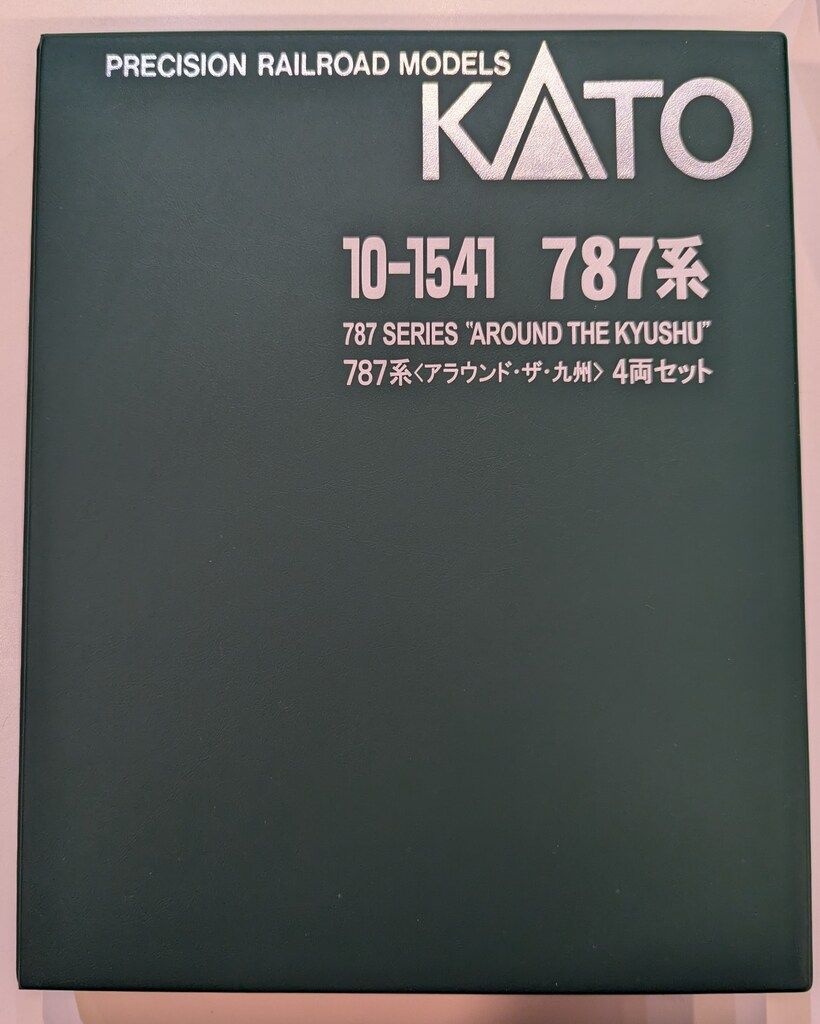 PRECISION RAILROAD MODELS
KATO
10-1541 787系
787 SERIES "AROUND THE KYUSHU"
787系〈アラウンド・ザ・九州〉 4両セット